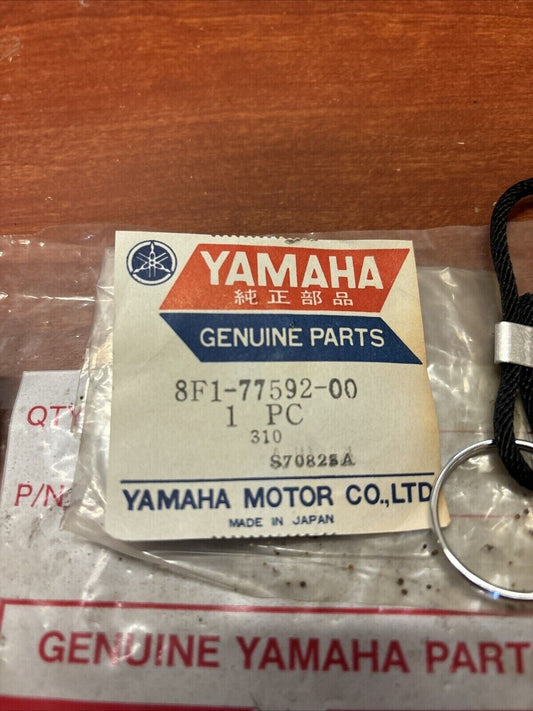 YAMAHA
純正部品
GENUINE PARTS
8F1-77592-00
1 PC
310
YAMAHA MOTOR CO.,LTD
MADE IN JAPAN
QTY
P/N
GENUINE YAMAHA PART